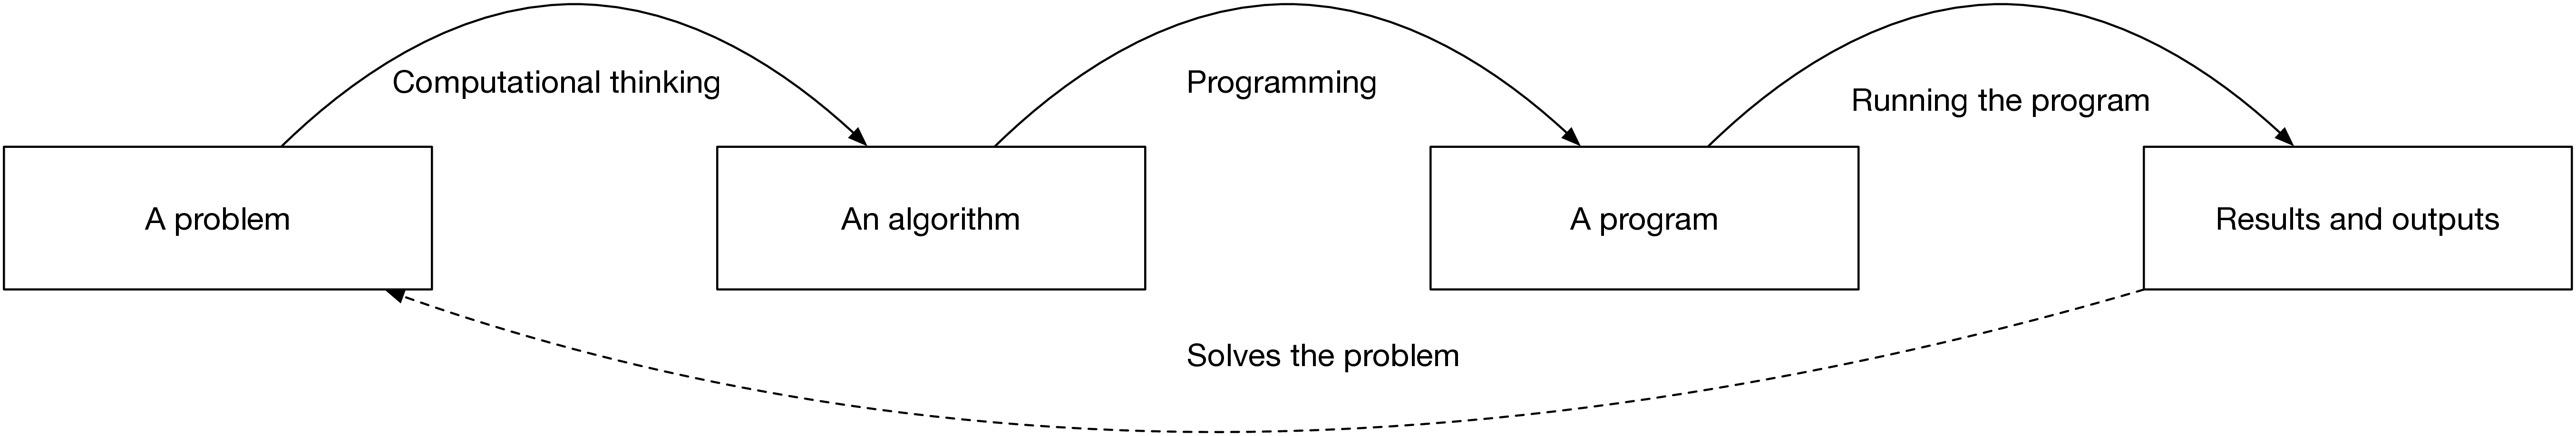 Computational thinking
Programming
Running the program
A problem
An algorithm
A program
Results and outputs
Solves the problem